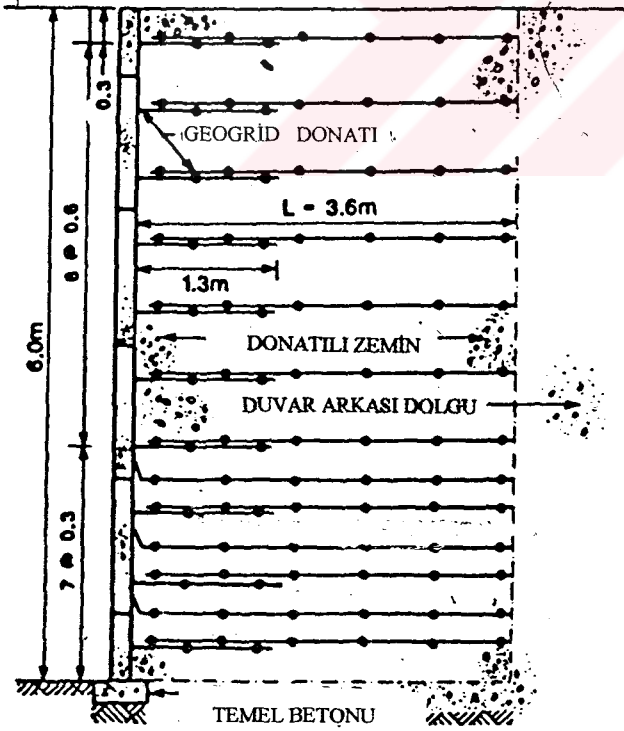 0.3
GEOGRİD DONATI
L - 3.6m
6 @ 0.6
1.3m
6.0m
DONATILI ZEMİN
DUVAR ARKASI DOLGU
7 @ 0.3
TEMEL BETONU